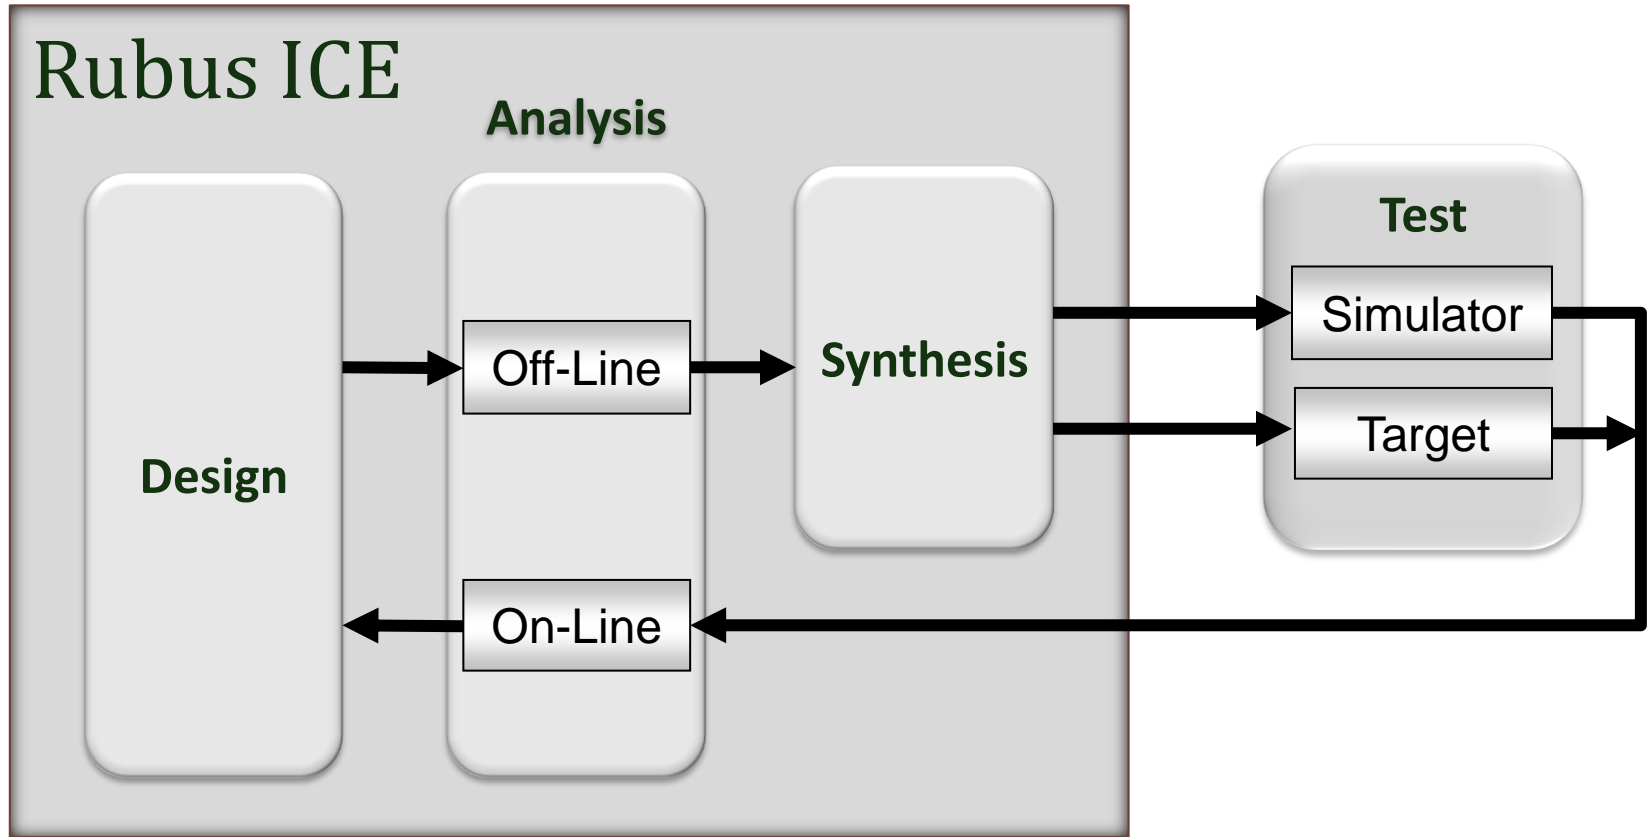 Rubus ICE
Analysis
Test
Simulator
Off-Line
Synthesis
Target
Design
On-Line